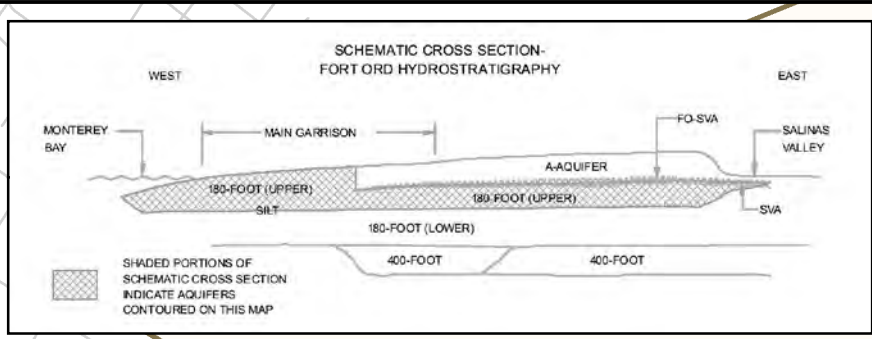 SCHEMATIC CROSS SECTION-
FORT ORD HYDROSTRATIGRAPHY
WEST
EAST
MONTEREY
BAY
MAIN GARRISON
FO-SVA
SALINAS
VALLEY
A-AQUIFER
180-FOOT (UPPER)
180-FOOT (UPPER)
SILT
SVA
180-FOOT (LOWER)
400-FOOT
400-FOOT
SHADED PORTIONS OF
SCHEMATIC CROSS SECTION
INDICATE AQUIFERS
CONTOURED ON THIS MAP